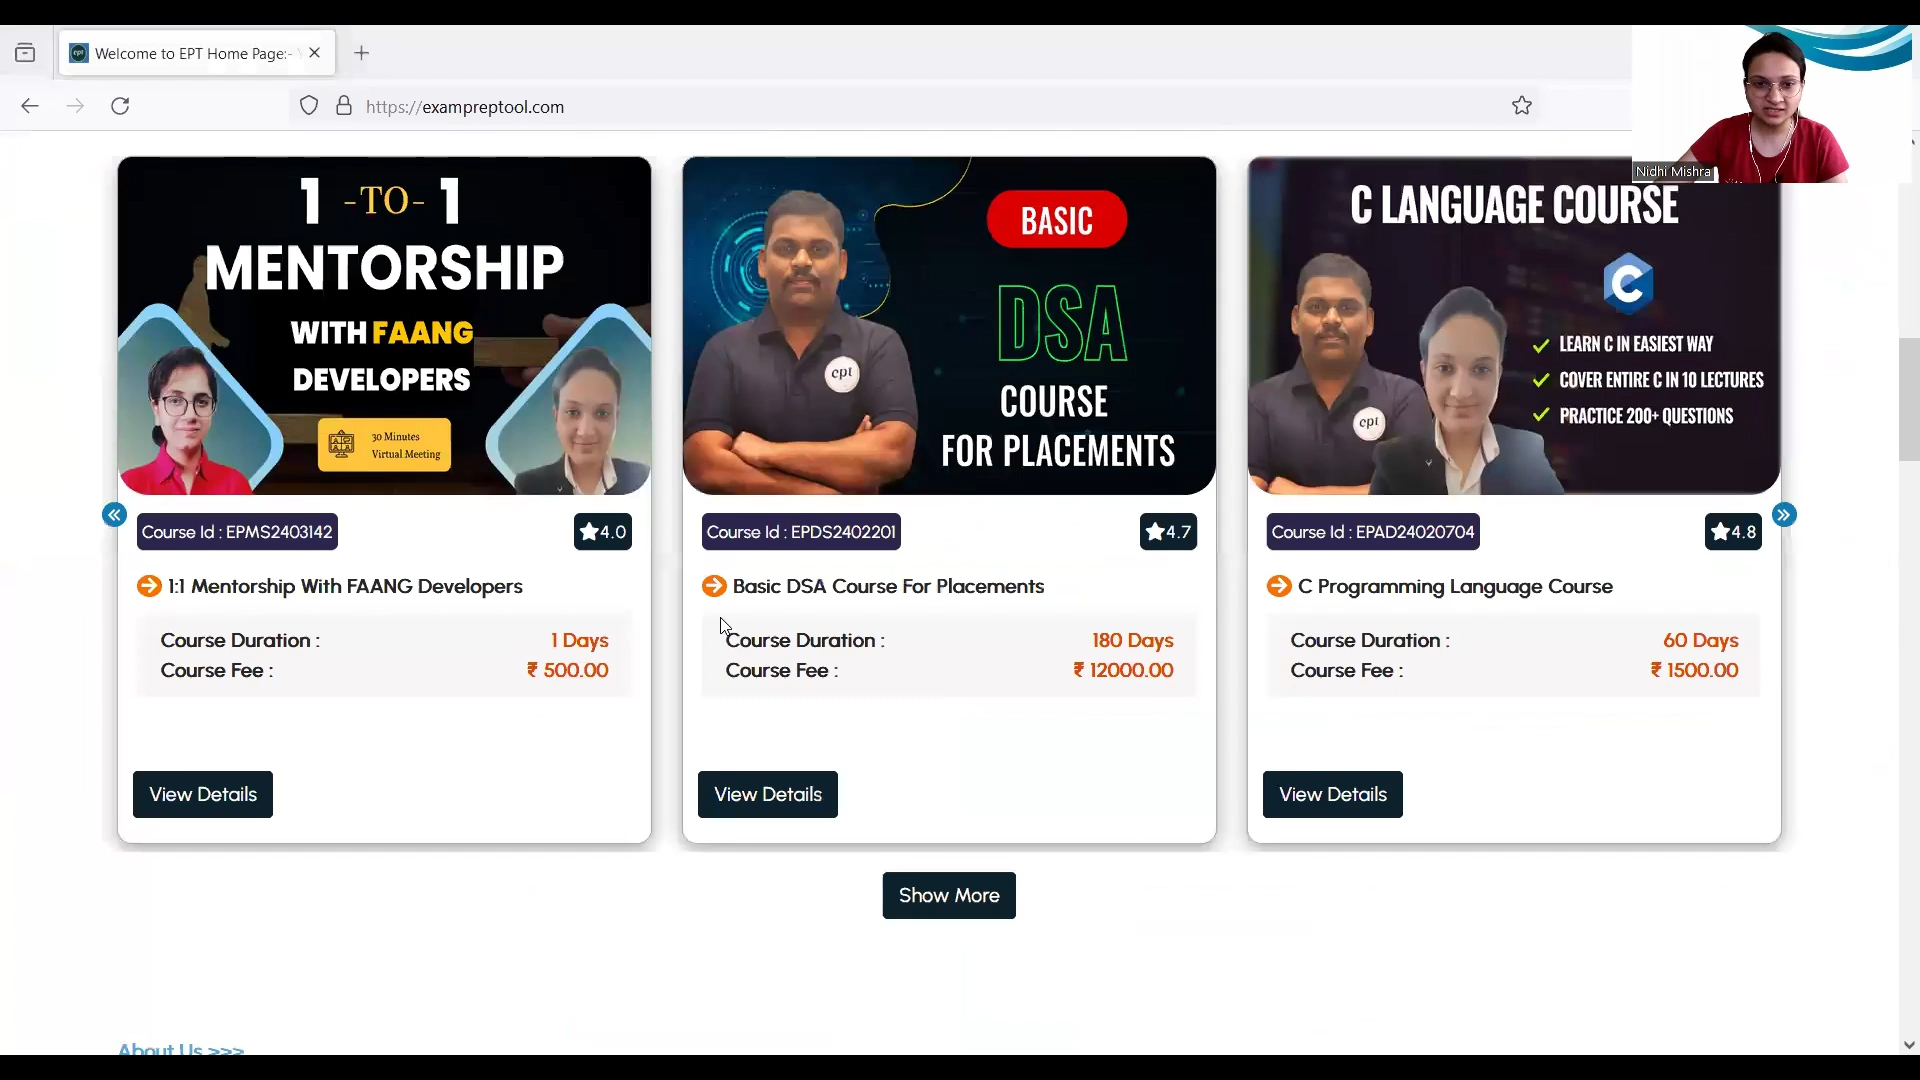 Welcome to EPT Home Page:-
https://exampreptool.com
Nidhi Mishra
1 -TO- 1
MENTORSHIP
WITH FAANG
DEVELOPERS
30 Minutes
Virtual Meeting
BASIC
DSA
COURSE
FOR PLACEMENTS
ept
C LANGUAGE COURSE
C
LEARN C IN EASIEST WAY
COVER ENTIRE C IN 10 LECTURES
PRACTICE 200+ QUESTIONS
ept
Course Id : EPMS2403142
4.0
1:1 Mentorship With FAANG Developers
Course Duration : 1 Days
Course Fee : ₹ 500.00
View Details
Course Id : EPDS2402201
4.7
Basic DSA Course For Placements
Course Duration : 180 Days
Course Fee : ₹ 12000.00
View Details
Course Id : EPAD24020704
4.8
C Programming Language Course
Course Duration : 60 Days
Course Fee : ₹ 1500.00
View Details
Show More
About Us >>>